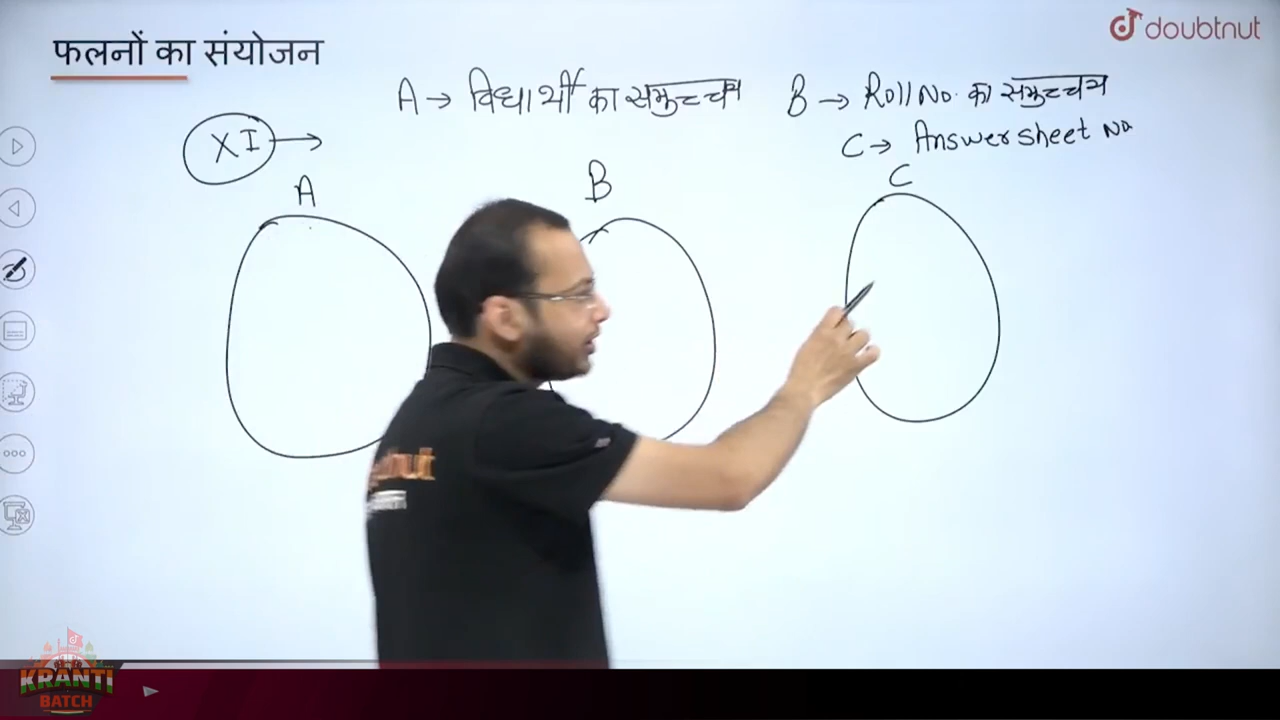 फलनों का संयोजन
doubtnut
A → विद्यार्थी का समुच्चय B → Roll No. का समुच्चय
XI →
C → Answer sheet No
A
B
C
KRANTI
BATCH